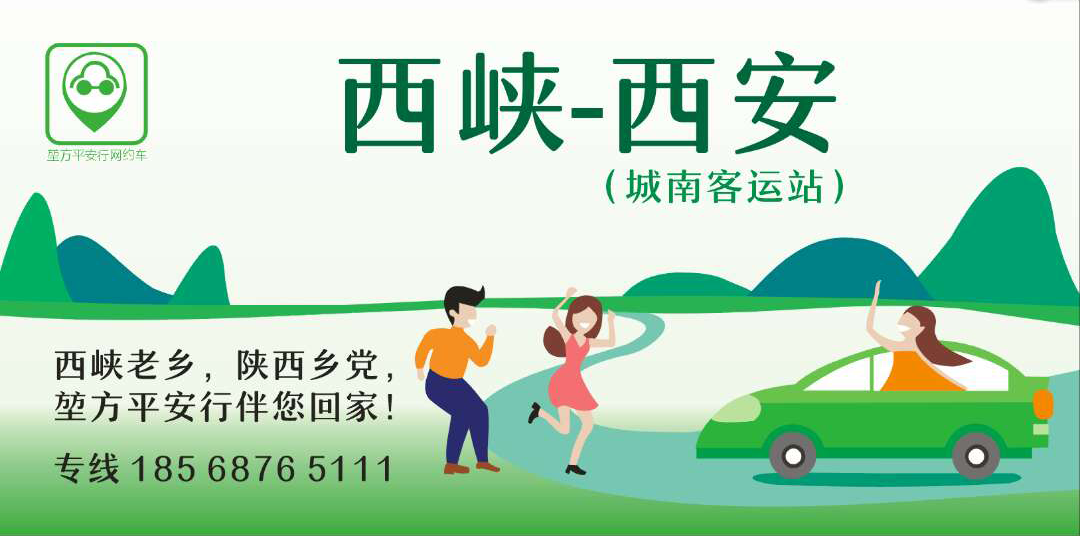 堃方平安行网约车
西峡-西安
（城南客运站）
西峡老乡，陕西乡党，
堃方平安行伴您回家！
专线 185 6876 5111